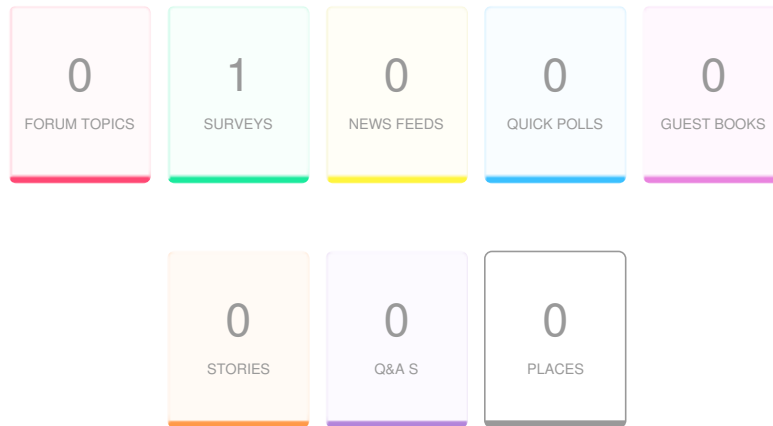 0 1 0 0 0
FORUM TOPICS SURVEYS NEWS FEEDS QUICK POLLS GUEST BOOKS
0 0 0
STORIES Q&A S PLACES